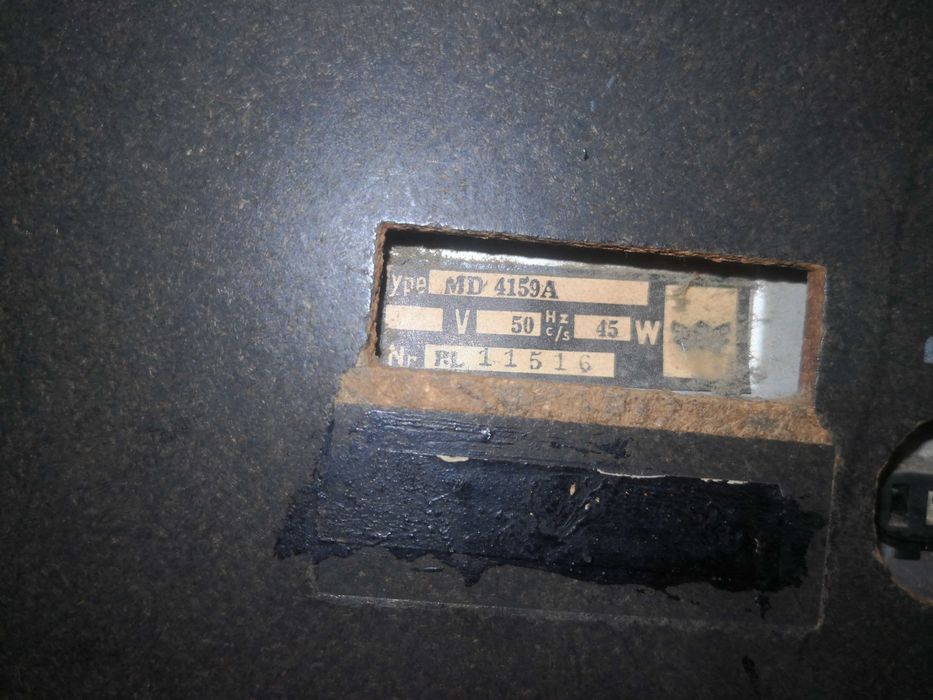 ype MD 4159A
V 50 Hz c/s 45 W
Nr. RL 11516